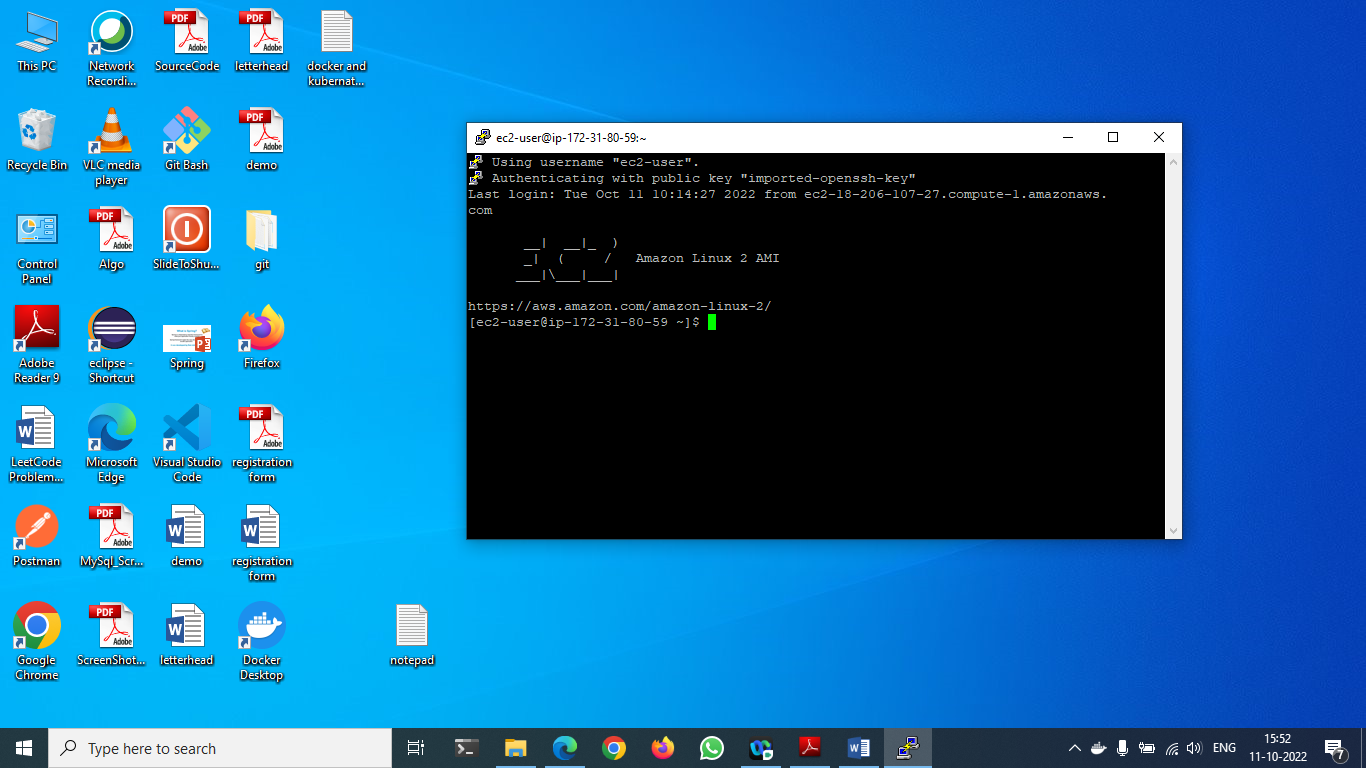 This PC
Network
Recordi...
SourceCode
letterhead
docker and
kubernat...
Recycle Bin
VLC media
player
Git Bash
demo
Control
Panel
Algo
SlideToShu...
git
Adobe
Reader 9
eclipse -
Shortcut
Spring
Firefox
LeetCode
Problem...
Microsoft
Edge
Visual Studio
Code
registration
form
Postman
MySql_Scr...
demo
registration
form
Google
Chrome
ScreenShot...
letterhead
Docker
Desktop
notepad
ec2-user@ip-172-31-80-59:~
Using username "ec2-user".
Authenticating with public key "imported-openssh-key"
Last login: Tue Oct 11 10:14:27 2022 from ec2-18-206-107-27.compute-1.amazonaws.
com
       __|  __|_  )
       _|  (     /   Amazon Linux 2 AMI
      ___|\___|___|
https://aws.amazon.com/amazon-linux-2/
[ec2-user@ip-172-31-80-59 ~]$
Type here to search
ENG
15:52
11-10-2022
7